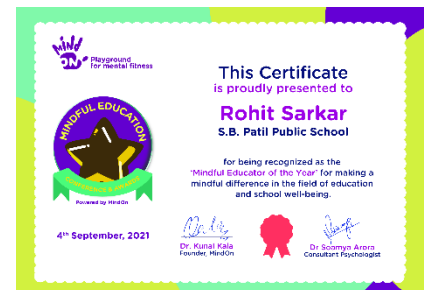 MiND
ON
Playground
for mental fitness
This Certificate
is proudly presented to
Rohit Sarkar
S.B. Patil Public School
MINDFUL EDUCATION
CONFERENCE & AWARDS
Powered by MindOn
for being recognized as the
'Mindful Educator of the Year' for making a
mindful difference in the field of education
and school well-being.
4th September, 2021
Dr. Kunal Kala
Founder, MindOn
Dr Soamya Arora
Consultant Psychologist